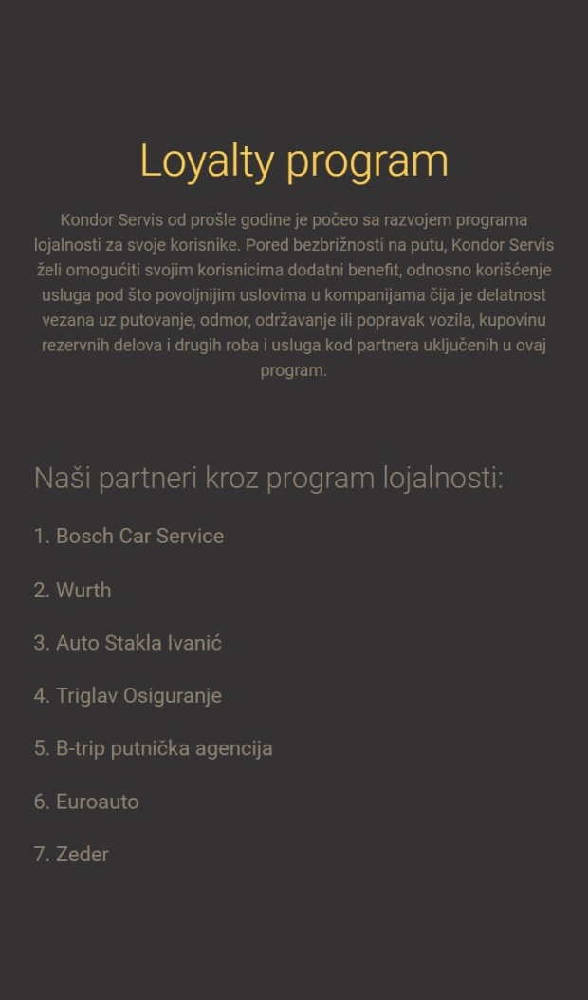 Loyalty program
Kondor Servis od prošle godine je počeo sa razvojem programa
lojalnosti za svoje korisnike. Pored bezbrižnosti na putu, Kondor Servis
želi omogućiti svojim korisnicima dodatni benefit, odnosno korišćenje
usluga pod što povoljnijim uslovima u kompanijama čija je delatnost
vezana uz putovanje, odmor, održavanje ili popravak vozila, kupovinu
rezervnih delova i drugih roba i usluga kod partnera uključenih u ovaj
program.
Naši partneri kroz program lojalnosti:
1. Bosch Car Service
2. Wurth
3. Auto Stakla Ivanić
4. Triglav Osiguranje
5. B-trip putnička agencija
6. Euroauto
7. Zeder